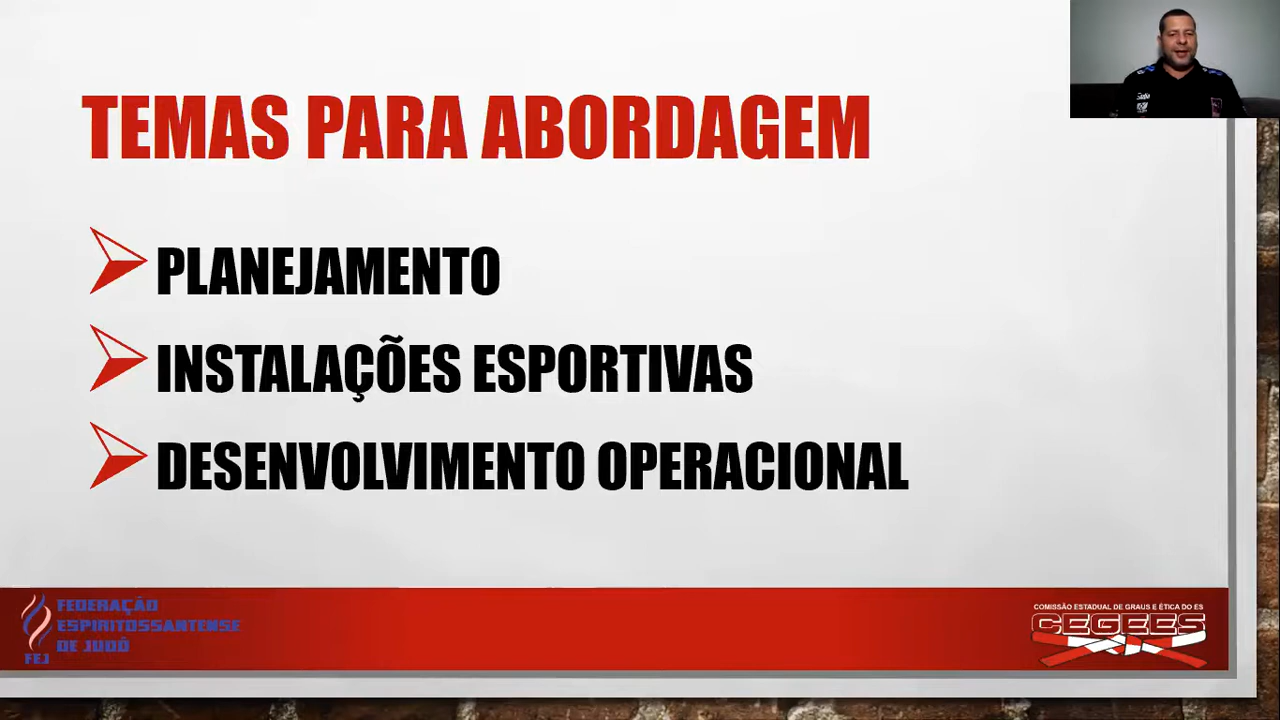 TEMAS PARA ABORDAGEM
PLANEJAMENTO
INSTALAÇÕES ESPORTIVAS
DESENVOLVIMENTO OPERACIONAL
FEDERAÇÃO
ESPIRITOSSANTENSE
DE JUDÔ
FEJ
COMISSÃO ESTADUAL DE GRAUS E ÉTICA DO ES
CEGEES